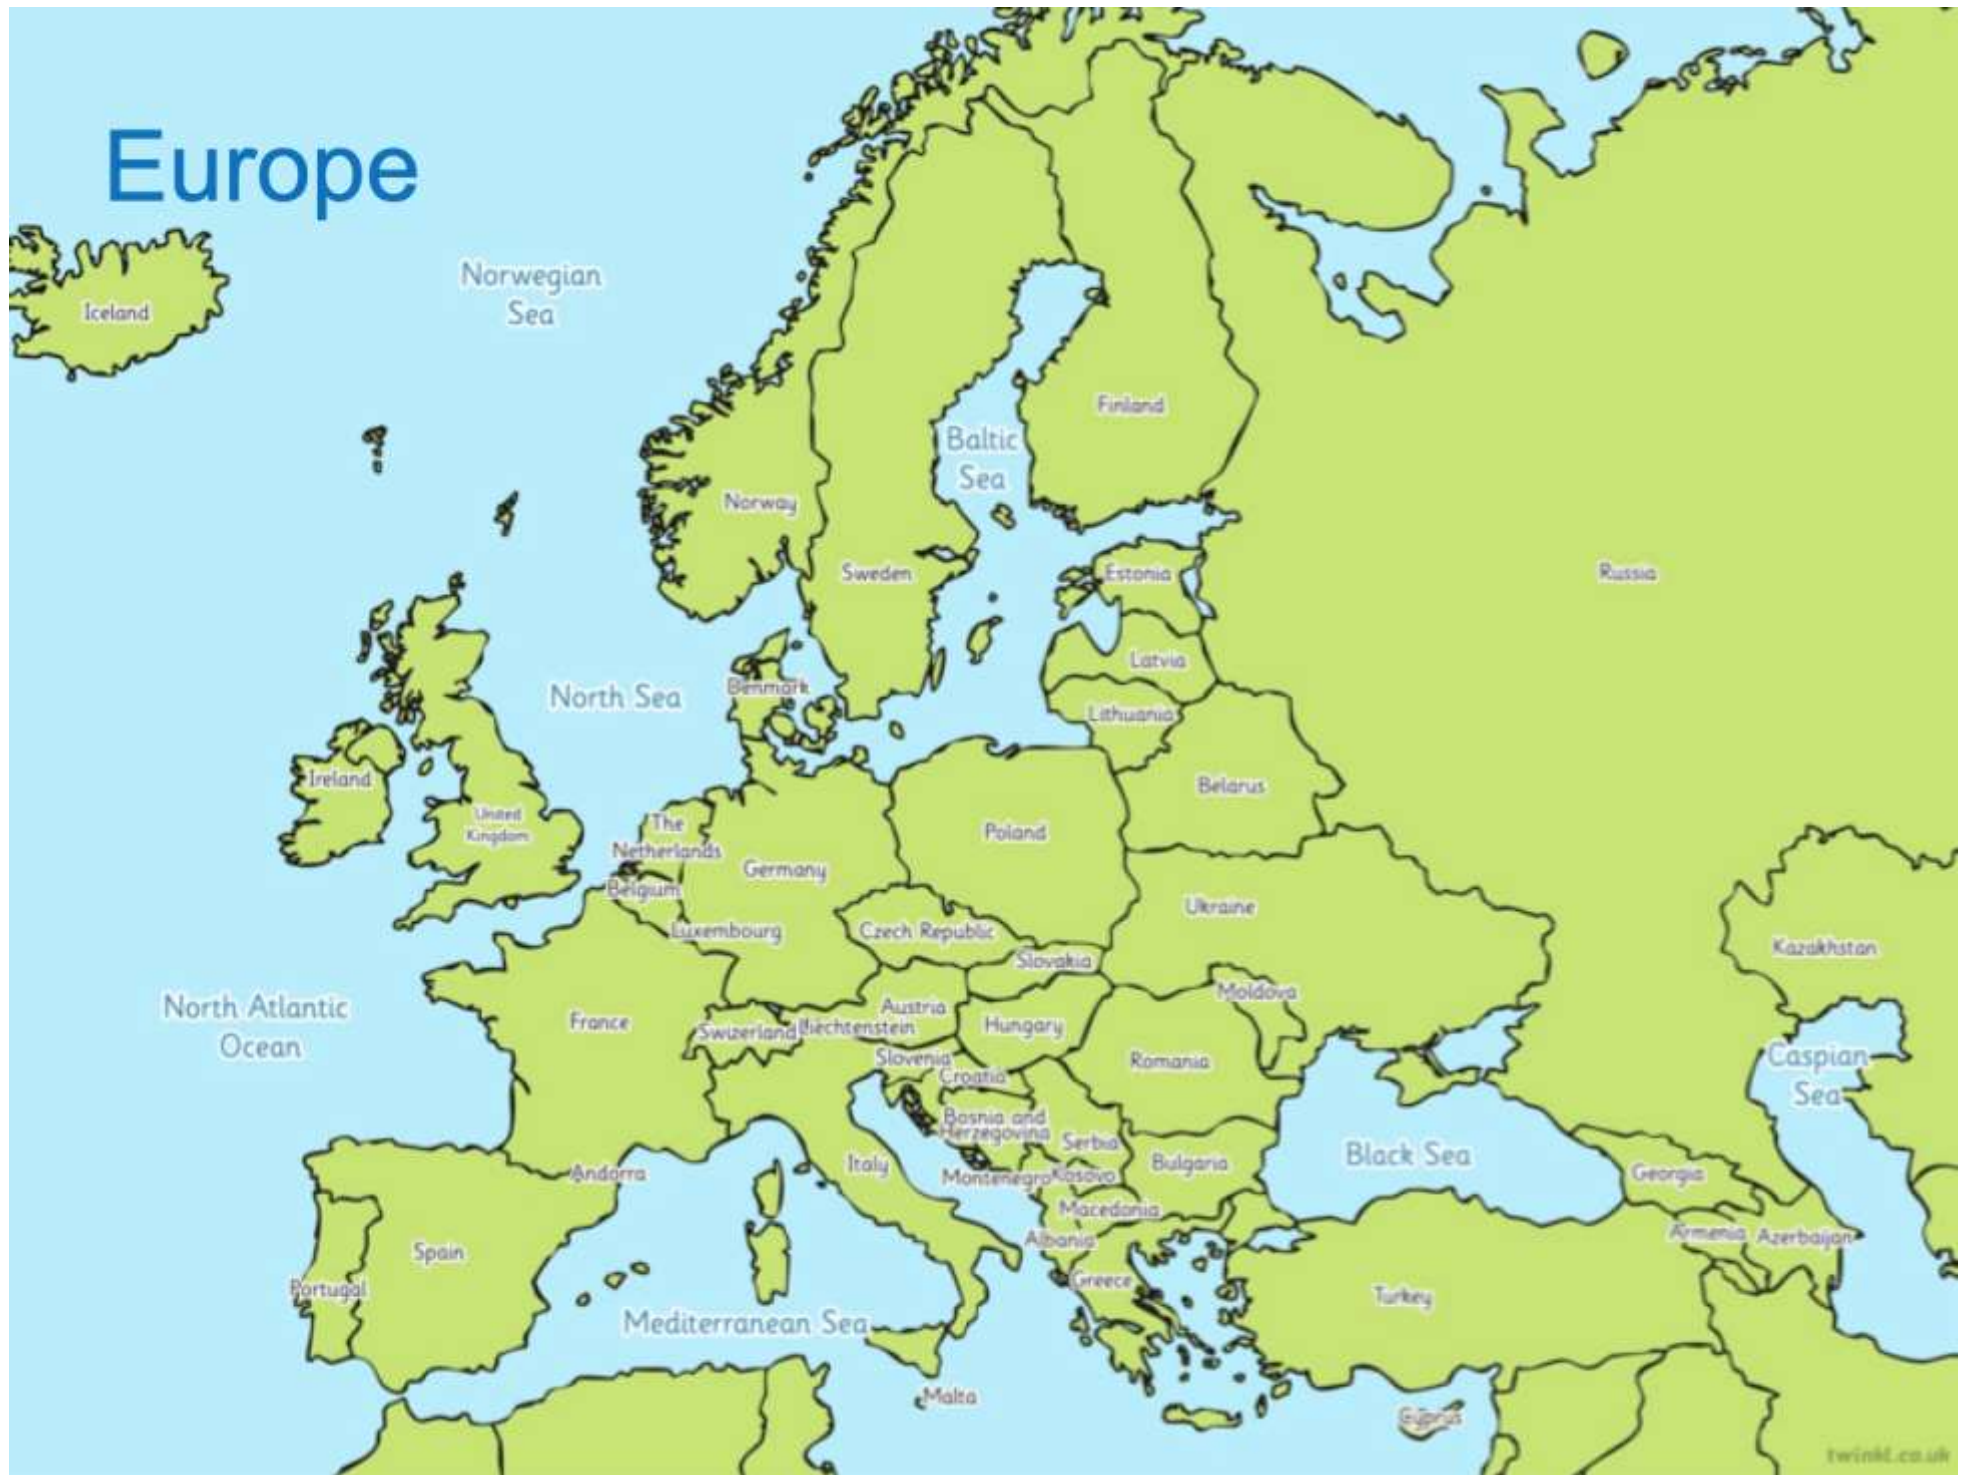 Europe
Norwegian
Sea
Iceland
Finland
Baltic
Sea
Norway
Sweden
Estonia
Russia
Latvia
North Sea
Denmark
Lithuania
Ireland
Belarus
United
Kingdom
The
Netherlands
Poland
Germany
Belgium
Ukraine
Luxembourg
Czech Republic
Kazakhstan
Slovakia
Moldova
North Atlantic
Ocean
Austria
France
Swizerland
Liechtenstein
Hungary
Slovenia
Romania
Caspian
Sea
Croatia
Bosnia and
Herzegovina
Serbia
Black Sea
Italy
Bulgaria
Andorra
Montenegro
Kosovo
Georgia
Macedonia
Armenia
Azerbaijan
Albania
Spain
Greece
Portugal
Turkey
Mediterranean Sea
Malta
Cyprus
twinkl.co.uk